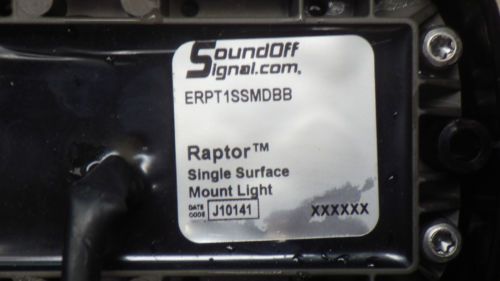 SoundOff
Signal.com®
ERPT1SSMDBB
Raptor™
Single Surface
Mount Light
DATE CODE J10141 XXXXXX